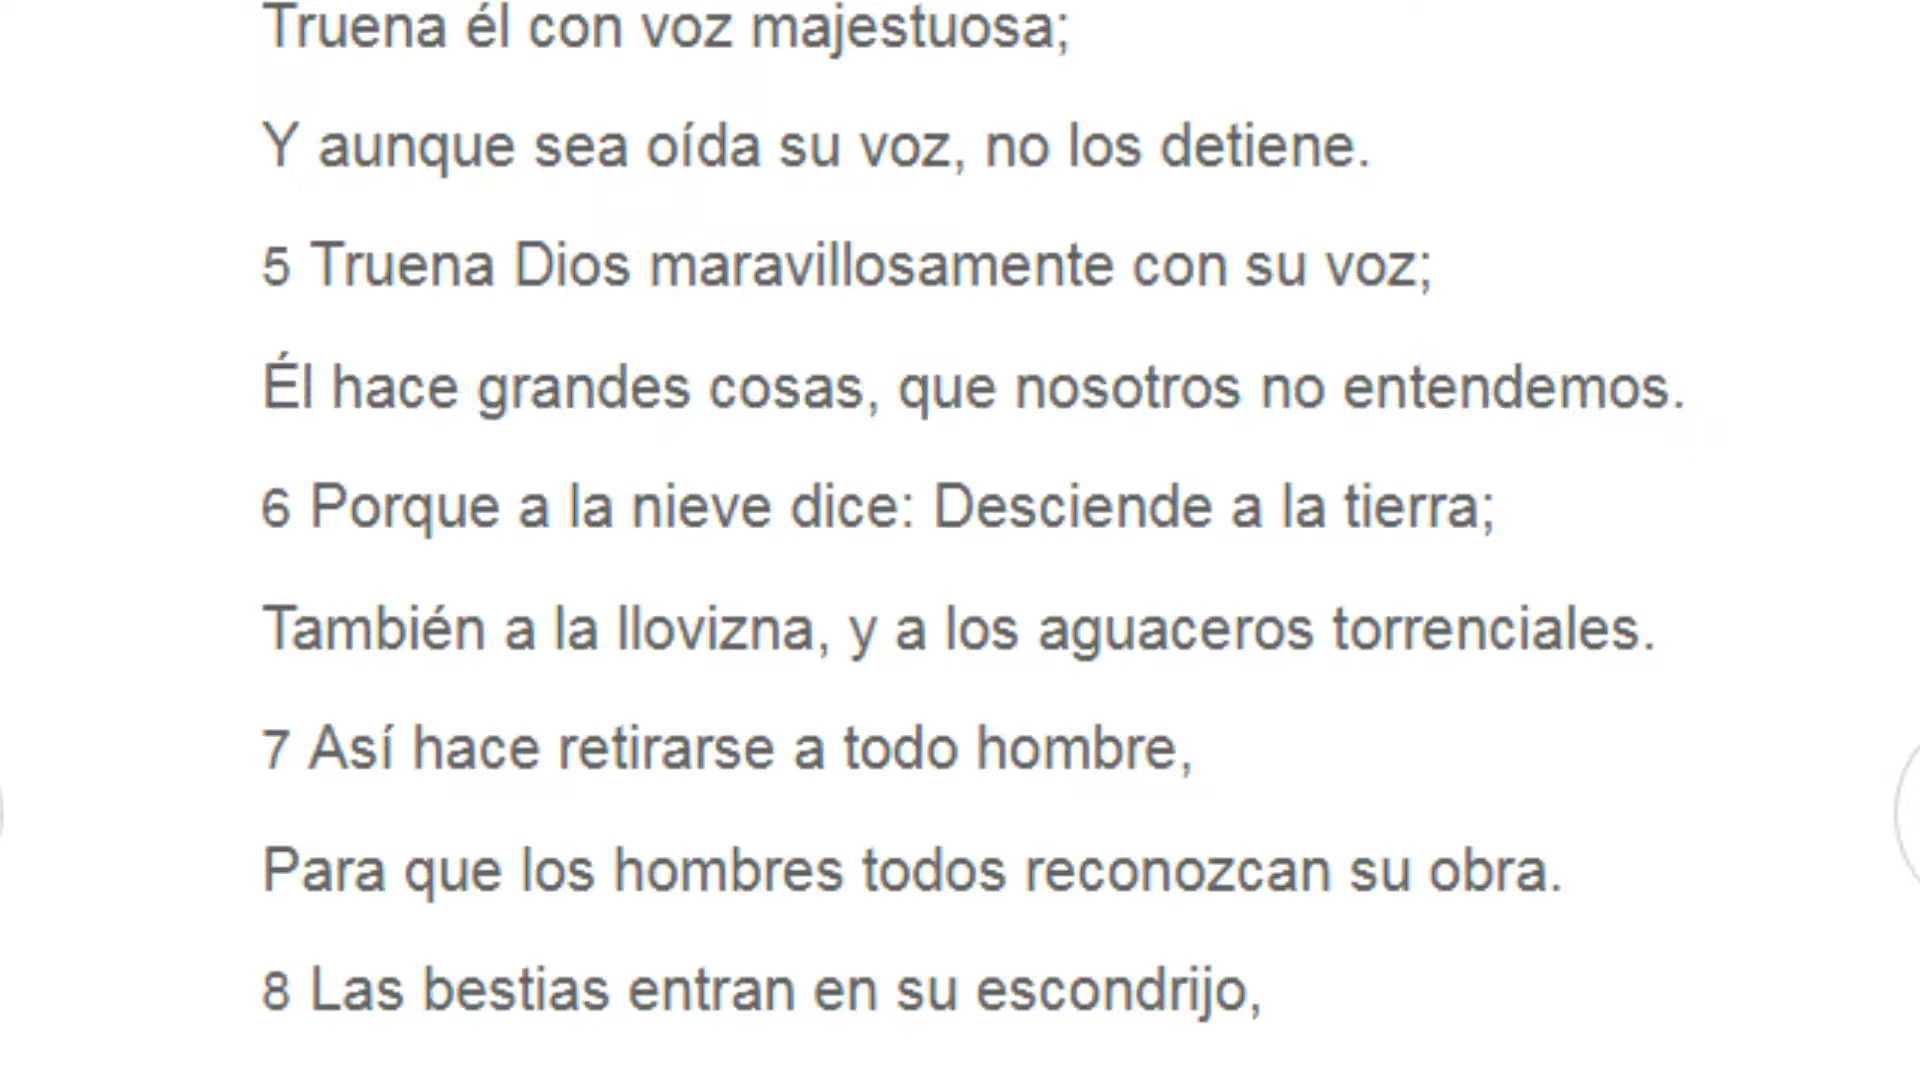 Truena él con voz majestuosa;
Y aunque sea oída su voz, no los detiene.
5 Truena Dios maravillosamente con su voz;
Él hace grandes cosas, que nosotros no entendemos.
6 Porque a la nieve dice: Desciende a la tierra;
También a la llovizna, y a los aguaceros torrenciales.
7 Así hace retirarse a todo hombre,
Para que los hombres todos reconozcan su obra.
8 Las bestias entran en su escondrijo,